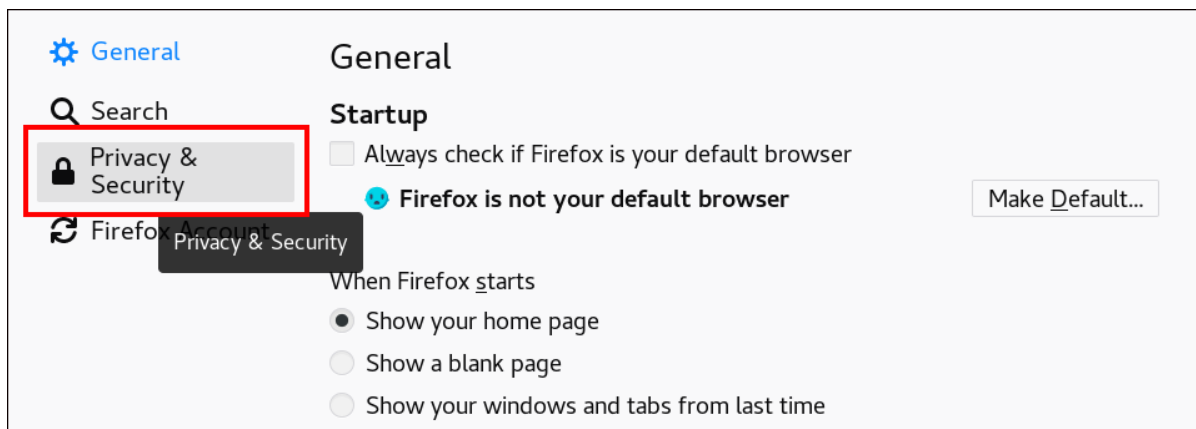 General
Search
Privacy &
Security
Firefox Account
Privacy & Security
General
Startup
Always check if Firefox is your default browser
Firefox is not your default browser
Make Default...
When Firefox starts
Show your home page
Show a blank page
Show your windows and tabs from last time